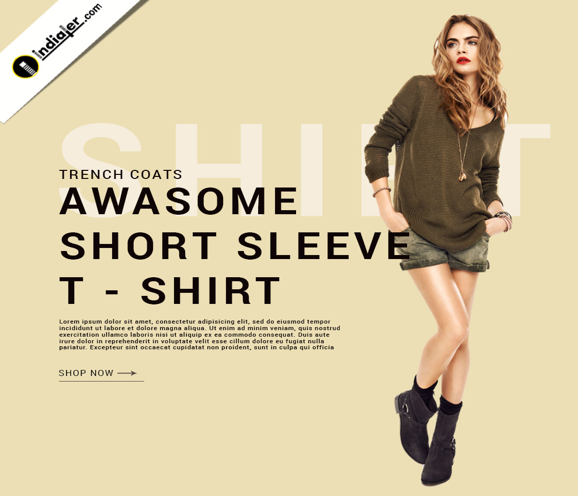 indiater.com
SHIRT
TRENCH COATS
AWASOME
SHORT SLEEVE
T - SHIRT
Lorem ipsum dolor sit amet, consectetur adipisicing elit, sed do eiusmod tempor
incididunt ut labore et dolore magna aliqua. Ut enim ad minim veniam, quis nostrud
exercitation ullamco laboris nisi ut aliquip ex ea commodo consequat. Duis aute
irure dolor in reprehenderit in voluptate velit esse cillum dolore eu fugiat nulla
pariatur. Excepteur sint occaecat cupidatat non proident, sunt in culpa qui officia
SHOP NOW